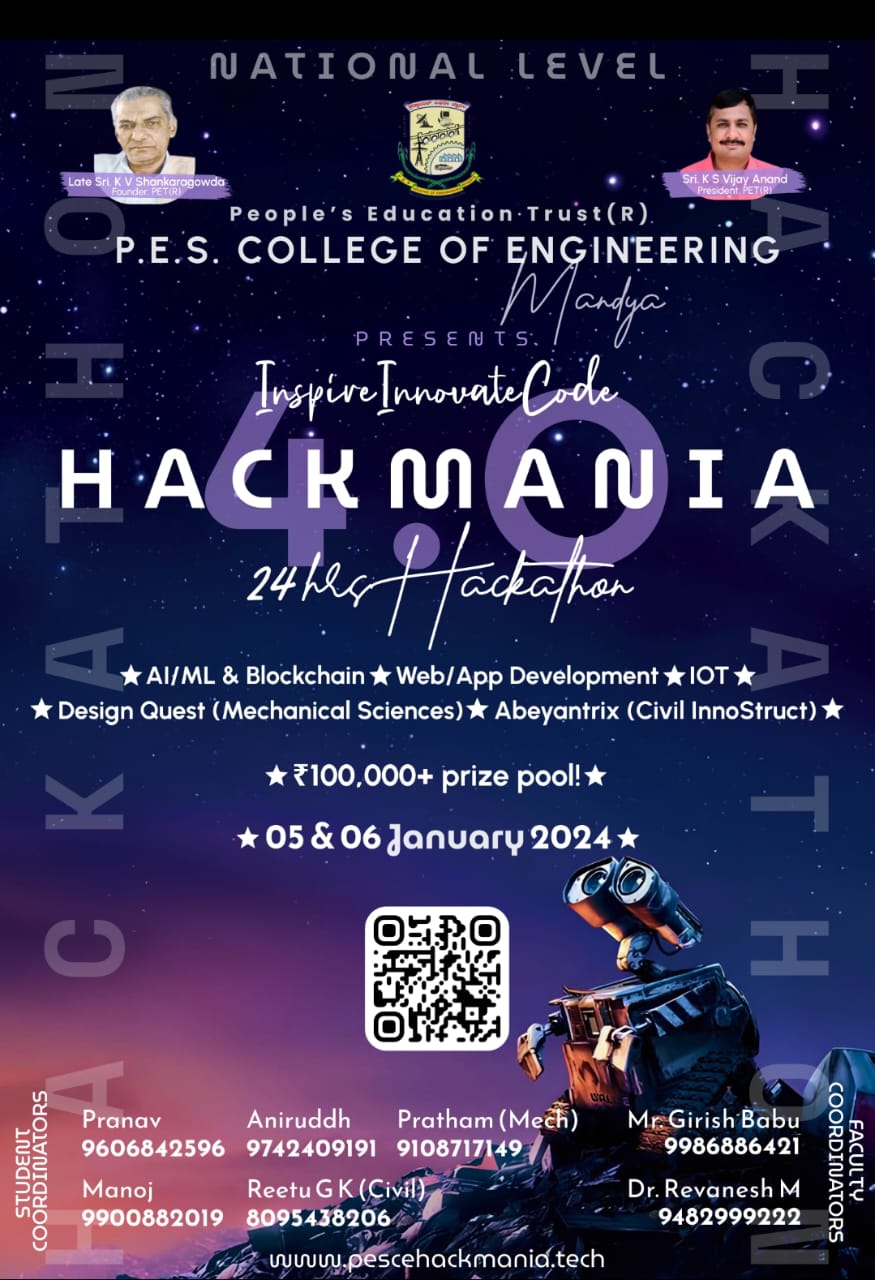 NATIONAL LEVEL
Late Sri. K V Shankaragowda
Founder, PET(R)
Sri. K S Vijay Anand
President, PET(R)
People's Education Trust(R)
P.E.S. COLLEGE OF ENGINEERING
Mandya
PRESENTS
InspireInnovateCode
4.0
HACKMANIA
24 hrs Hackathon
★ AI/ML & Blockchain ★ Web/App Development ★ IOT ★
★ Design Quest (Mechanical Sciences) ★ Abeyantrix (Civil InnoStruct) ★
★ ₹100,000+ prize pool! ★
★ 05 & 06 January 2024 ★
HACKATHON
HACKATHON
WALL
STUDENT
COORDINATORS
Pranav
9606842596
Aniruddh
9742409191
Pratham (Mech)
9108717149
Manoj
9900882019
Reetu G K (Civil)
8095438206
Mr. Girish Babu
9986886421
Dr. Revanesh M
9482999222
FACULTY
COORDINATORS
www.pescehackmania.tech